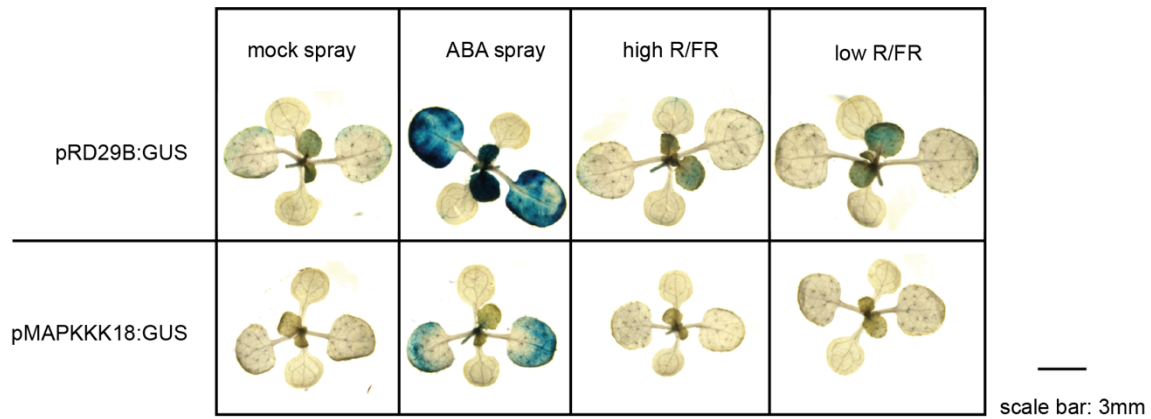 mock spray
ABA spray
high R/FR
low R/FR
pRD29B:GUS
pMAPKKK18:GUS
scale bar: 3mm